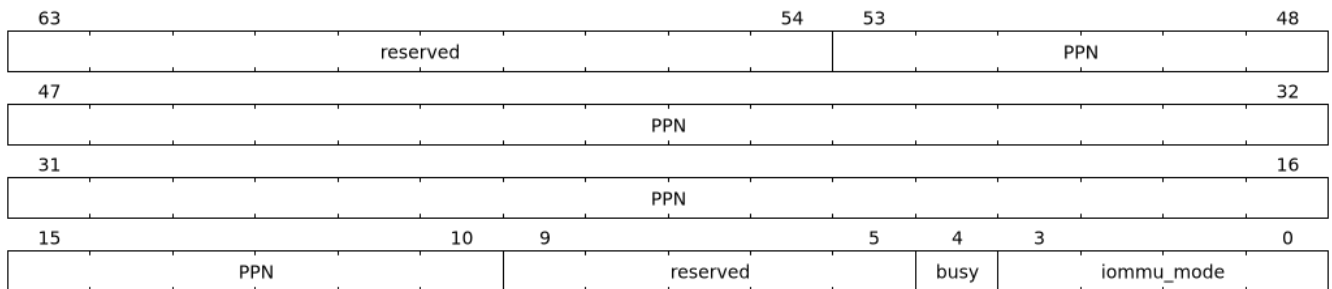 63 54 53 48
reserved PPN
47 32
PPN
31 16
PPN
15 10 9 5 4 3 0
PPN reserved busy iommu_mode